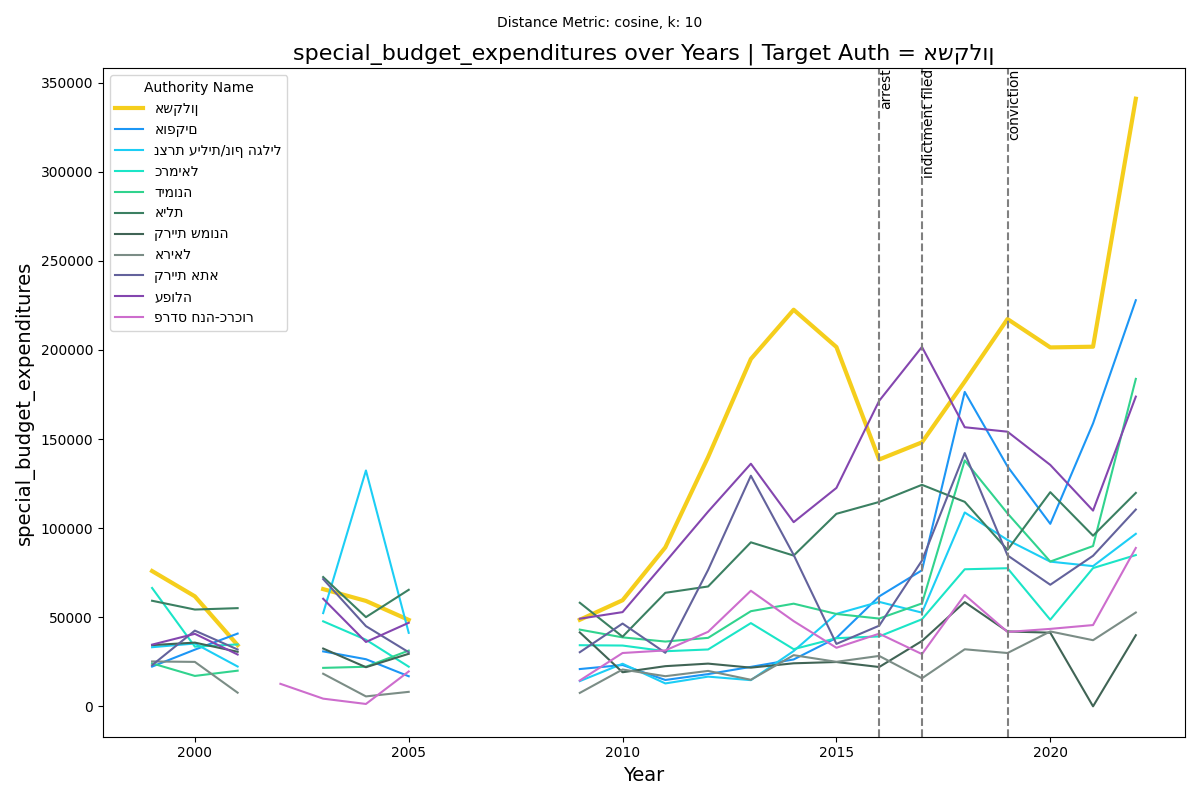 Distance Metric: cosine, k: 10
special_budget_expenditures over Years | Target Auth = אשקלון
Authority Name
אשקלון
אופקים
נצרת עילית/נוף הגליל
כרמיאל
דימונה
אילת
קריית שמונה
אריאל
קריית אתא
עפולה
פרדס חנה-כרכור
arrest
indictment filed
conviction
350000
300000
250000
200000
150000
100000
50000
0
special_budget_expenditures
2000
2005
2010
2015
2020
Year